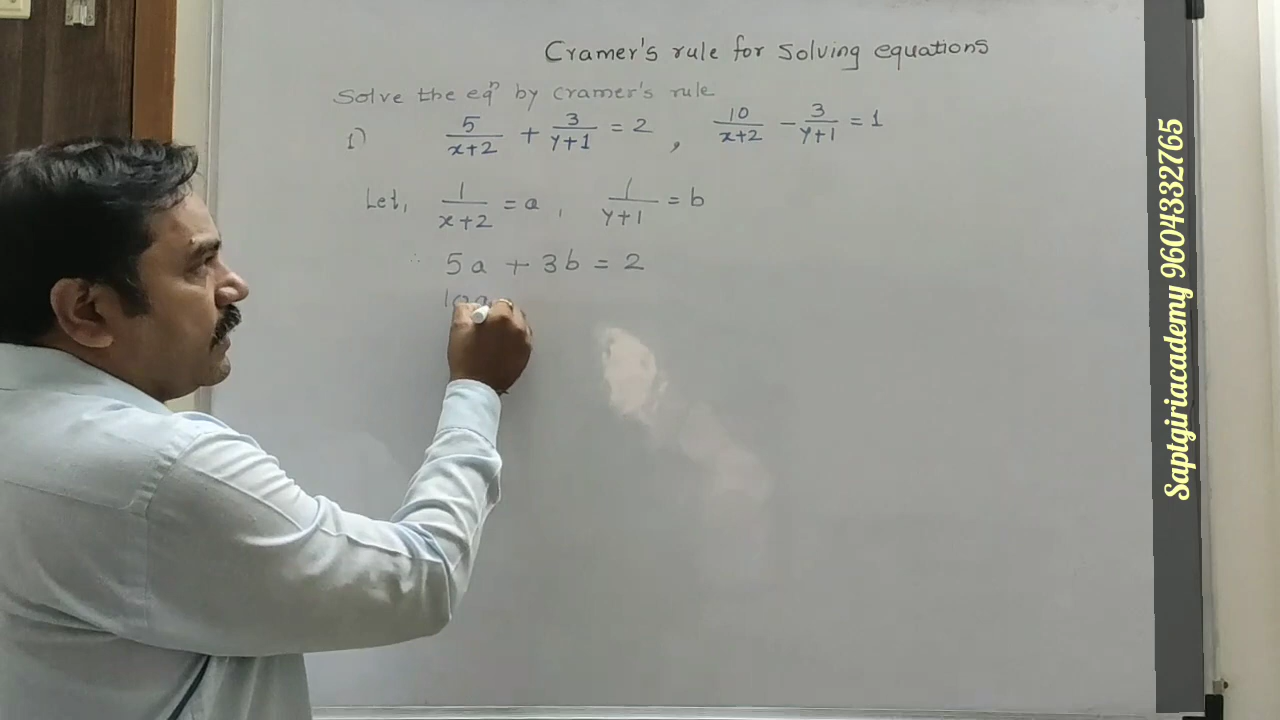 Cramer's rule for solving equations
Solve the eqⁿ by cramer's rule
1) 5/(x+2) + 3/(y+1) = 2 , 10/(x+2) - 3/(y+1) = 1
Let, 1/(x+2) = a , 1/(y+1) = b
∴ 5a + 3b = 2
10a
Saptgiriacademy 9604332765